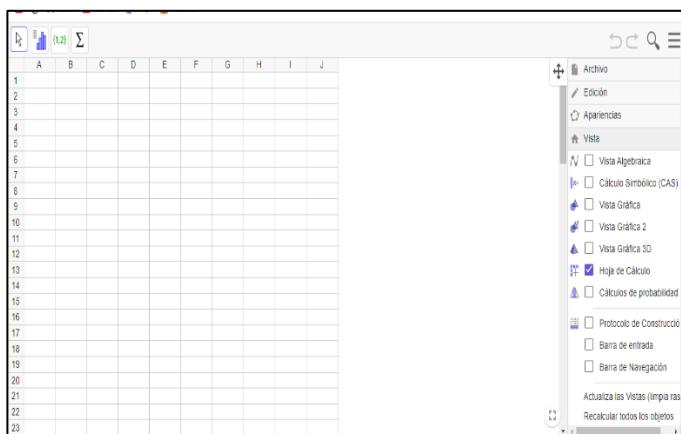 {1,2} Σ
A B C D E F G H I J
1
2
3
4
5
6
7
8
9
10
11
12
13
14
15
16
17
18
19
20
21
22
23
Archivo
Edición
Apariencias
Vista
Vista Algebraica
Cálculo Simbólico (CAS)
Vista Gráfica
Vista Gráfica 2
Vista Gráfica 3D
Hoja de Cálculo
Cálculos de probabilidad
Protocolo de Construcció
Barra de entrada
Barra de Navegación
Actualiza las Vistas (limpia ras
Recalcular todos los objetos